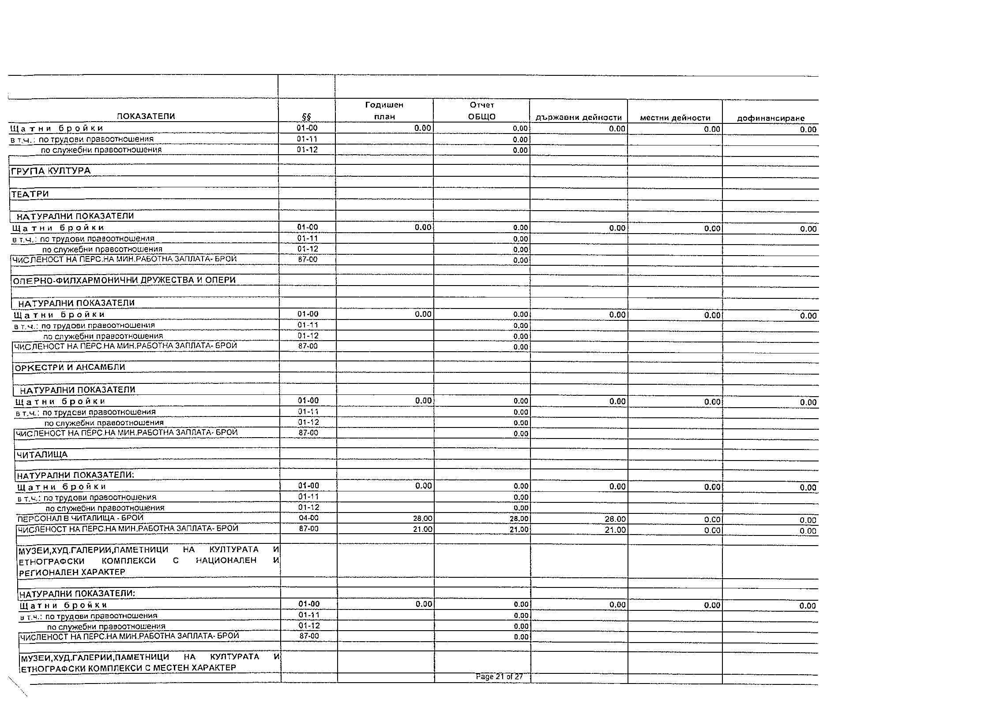 ПОКАЗАТЕЛИ §§ Годишен план Отчет ОБЩО държавни дейности местни дейности дофинансиране
Щатни бройки 01-00 0.00 0.00 0.00 0.00 0.00
в т.ч.: по трудови правоотношения 01-11 0.00
по служебни правоотношения 01-12 0.00
ГРУПА КУЛТУРА
ТЕАТРИ
НАТУРАЛНИ ПОКАЗАТЕЛИ
Щатни бройки 01-00 0.00 0.00 0.00 0.00 0.00
в т.ч.: по трудови правоотношения 01-11 0.00
по служебни правоотношения 01-12 0.00
ЧИСЛЕНОСТ НА ПЕРС.НА МИН.РАБОТНА ЗАПЛАТА- БРОЙ 87-00 0.00
ОПЕРНО-ФИЛХАРМОНИЧНИ ДРУЖЕСТВА И ОПЕРИ
НАТУРАЛНИ ПОКАЗАТЕЛИ
Щатни бройки 01-00 0.00 0.00 0.00 0.00 0.00
в т.ч.: по трудови правоотношения 01-11 0.00
по служебни правоотношения 01-12 0.00
ЧИСЛЕНОСТ НА ПЕРС.НА МИН.РАБОТНА ЗАПЛАТА- БРОЙ 87-00 0.00
ОРКЕСТРИ И АНСАМБЛИ
НАТУРАЛНИ ПОКАЗАТЕЛИ
Щатни бройки 01-00 0.00 0.00 0.00 0.00 0.00
в т.ч.: по трудови правоотношения 01-11 0.00
по служебни правоотношения 01-12 0.00
ЧИСЛЕНОСТ НА ПЕРС.НА МИН.РАБОТНА ЗАПЛАТА- БРОЙ 87-00 0.00
ЧИТАЛИЩА
НАТУРАЛНИ ПОКАЗАТЕЛИ:
Щатни бройки 01-00 0.00 0.00 0.00 0.00 0.00
в т.ч.: по трудови правоотношения 01-11 0.00
по служебни правоотношения 01-12 0.00
ПЕРСОНАЛ В ЧИТАЛИЩА - БРОЙ 04-00 28.00 28.00 28.00 0.00 0.00
ЧИСЛЕНОСТ НА ПЕРС.НА МИН.РАБОТНА ЗАПЛАТА- БРОЙ 87-00 21.00 21.00 21.00 0.00 0.00
МУЗЕИ,ХУД.ГАЛЕРИИ,ПАМЕТНИЦИ НА КУЛТУРАТА И
ЕТНОГРАФСКИ КОМПЛЕКСИ С НАЦИОНАЛЕН И
РЕГИОНАЛЕН ХАРАКТЕР
НАТУРАЛНИ ПОКАЗАТЕЛИ:
Щатни бройки 01-00 0.00 0.00 0.00 0.00 0.00
в т.ч.: по трудови правоотношения 01-11 0.00
по служебни правоотношения 01-12 0.00
ЧИСЛЕНОСТ НА ПЕРС.НА МИН.РАБОТНА ЗАПЛАТА- БРОЙ 87-00 0.00
МУЗЕИ,ХУД.ГАЛЕРИИ,ПАМЕТНИЦИ НА КУЛТУРАТА И
ЕТНОГРАФСКИ КОМПЛЕКСИ С МЕСТЕН ХАРАКТЕР
Page 21 of 27